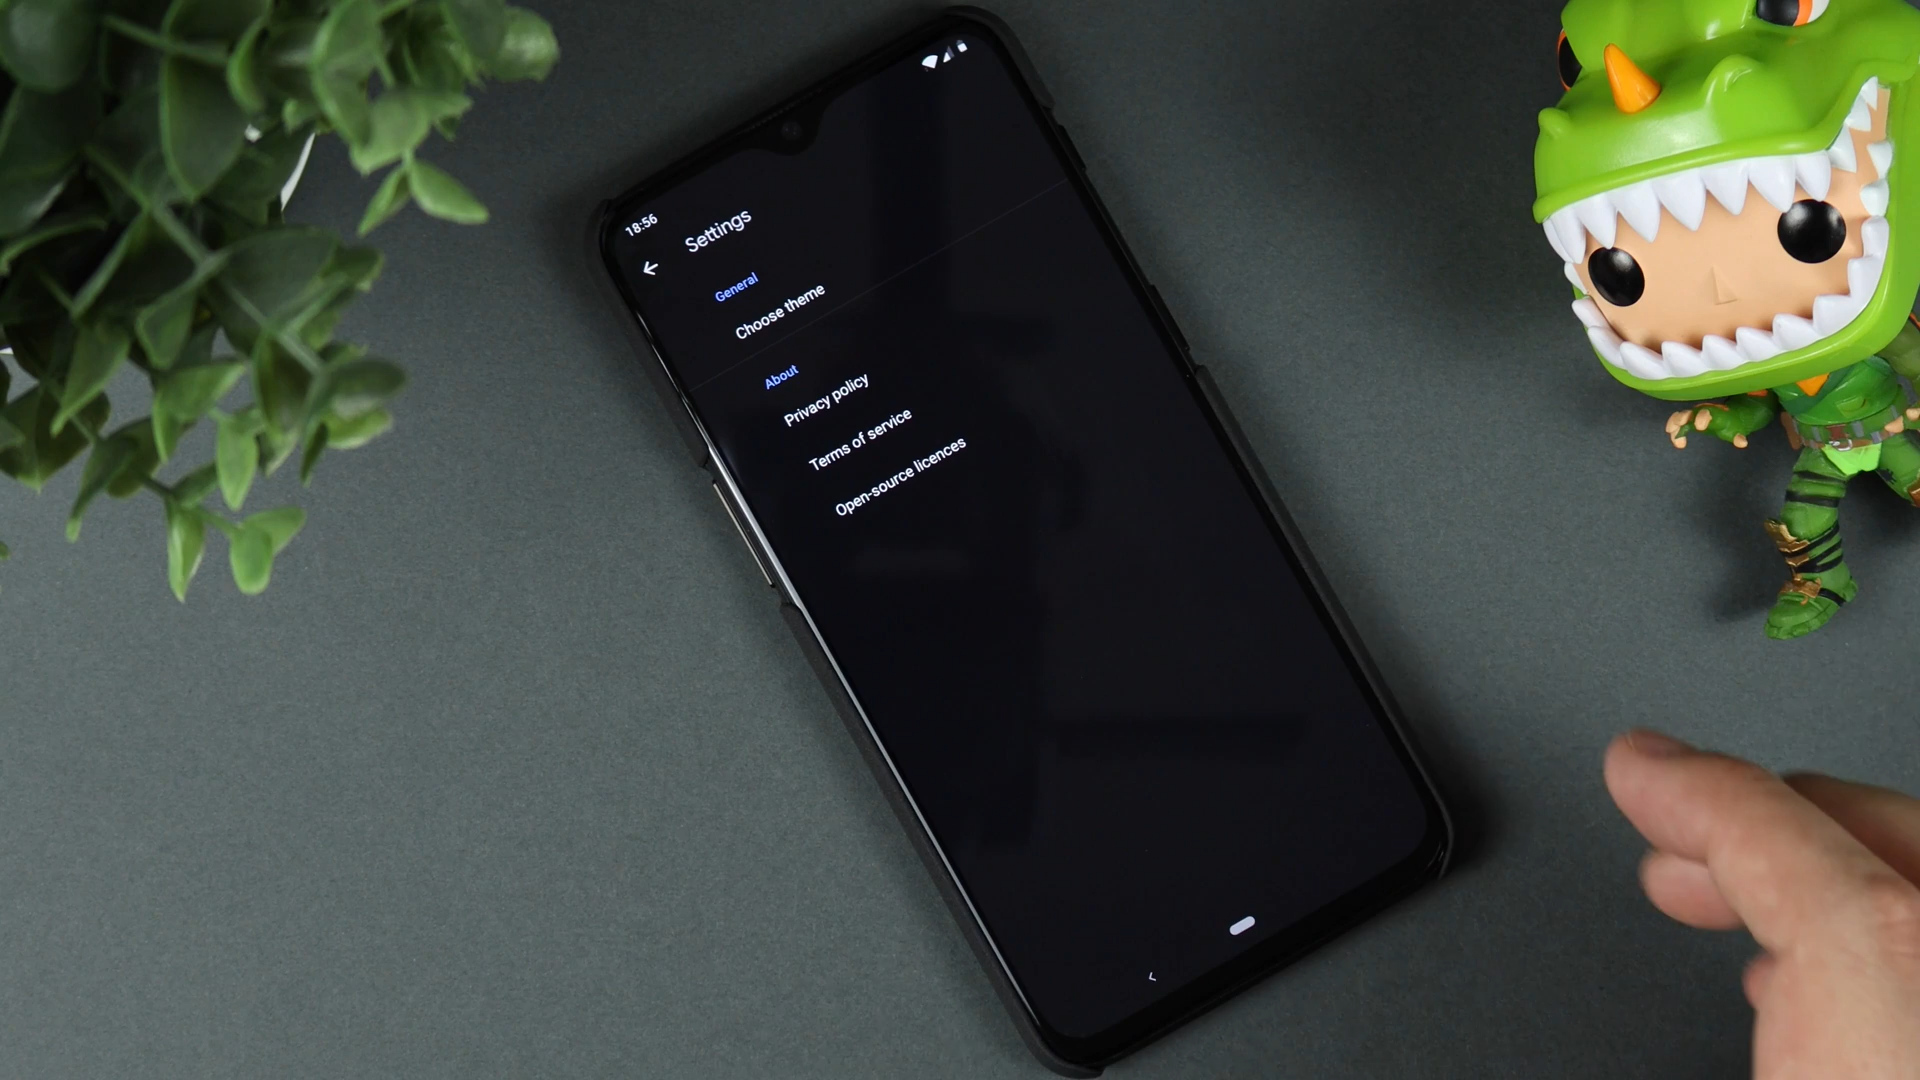 18:56
Settings
General
Choose theme
About
Privacy policy
Terms of service
Open-source licences